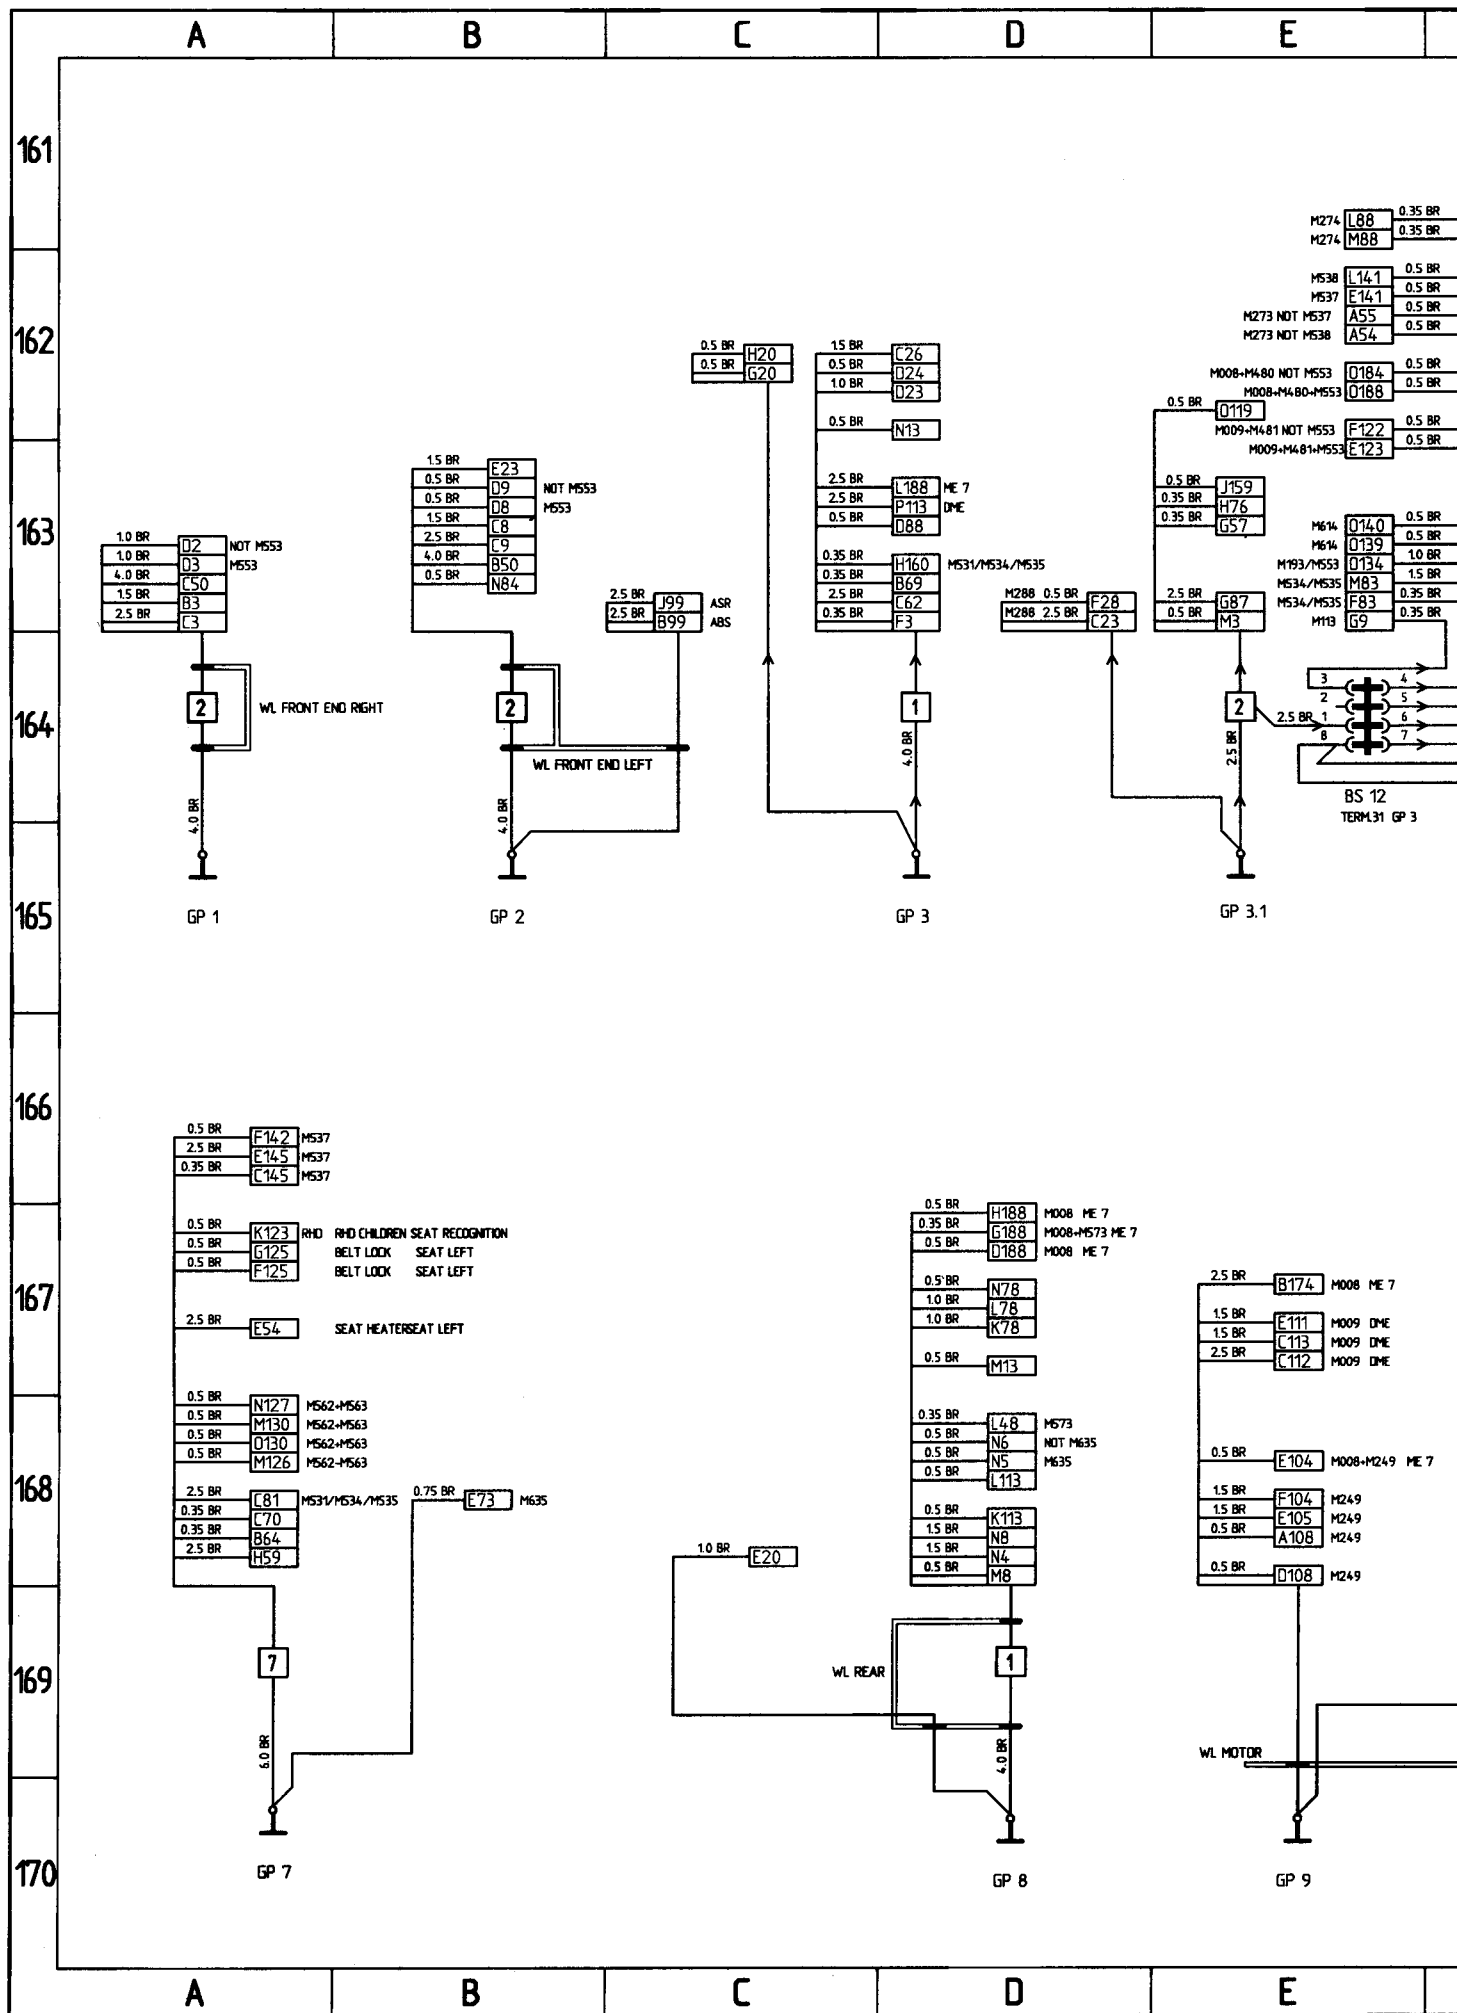 A B C D E
161
M274 L88 0.35 BR
M274 M88 0.35 BR
M538 L141 0.5 BR
M537 E141 0.5 BR
M273 NOT M537 A55 0.5 BR
M273 NOT M538 A54 0.5 BR
162
0.5 BR H20
0.5 BR G20
1.5 BR C26
0.5 BR D24
1.0 BR D23
0.5 BR N13
M008+M480 NOT M553 O184 0.5 BR
M008+M480+M553 O188 0.5 BR
0.5 BR O119
M009+M481 NOT M553 F122 0.5 BR
M009+M481+M553 E123 0.5 BR
163
1.0 BR D2 NOT M553
1.0 BR D3 M553
4.0 BR C50
1.5 BR B3
2.5 BR C3
1.5 BR E23
0.5 BR D9 NOT M553
0.5 BR D8 M553
1.5 BR C8
2.5 BR C9
4.0 BR B50
0.5 BR N84
2.5 BR J99 ASR
2.5 BR B99 ABS
2.5 BR L188 ME 7
2.5 BR P113 DME
0.5 BR D88
0.35 BR H160 M531/M534/M535
0.35 BR B69
2.5 BR C62
0.35 BR F3
M288 0.5 BR F28
M288 2.5 BR C23
0.5 BR J159
0.35 BR H76
0.35 BR G57
2.5 BR G87
0.5 BR M3
M614 O140 0.5 BR
M614 O139 0.5 BR
M193/M553 O134 1.0 BR
M534/M535 M83 1.5 BR
M534/M535 F83 0.35 BR
M113 G9 0.35 BR
164
2 WL FRONT END RIGHT
2
WL FRONT END LEFT
1
2
3 4
2 5
2.5 BR 1 6
8 7
4.0 BR
4.0 BR
4.0 BR
2.5 BR
BS 12
TERM.31 GP 3
165
GP 1
GP 2
GP 3
GP 3.1
166
0.5 BR F142 M537
2.5 BR E145 M537
0.35 BR C145 M537
167
0.5 BR K123 RHD RHD CHILDREN SEAT RECOGNITION
0.5 BR G125 BELT LOCK SEAT LEFT
0.5 BR F125 BELT LOCK SEAT LEFT
2.5 BR E54 SEAT HEATERSEAT LEFT
0.5 BR H188 M008 ME 7
0.35 BR G188 M008+M573 ME 7
0.5 BR D188 M008 ME 7
0.5 BR N78
1.0 BR L78
1.0 BR K78
0.5 BR M13
2.5 BR B174 M008 ME 7
1.5 BR E111 M009 DME
1.5 BR C113 M009 DME
2.5 BR C112 M009 DME
168
0.5 BR N127 M562+M563
0.5 BR M130 M562+M563
0.5 BR O130 M562+M563
0.5 BR M126 M562-M563
2.5 BR C81 M531/M534/M535
0.35 BR C70
0.35 BR B64
2.5 BR H59
0.75 BR E73 M635
1.0 BR E20
0.35 BR L48 M573
0.5 BR N6 NOT M635
0.5 BR N5 M635
0.5 BR L113
0.5 BR K113
1.5 BR N8
1.5 BR N4
0.5 BR M8
0.5 BR E104 M008+M249 ME 7
1.5 BR F104 M249
1.5 BR E105 M249
0.5 BR A108 M249
0.5 BR D108 M249
169
7
WL REAR
1
6.0 BR
4.0 BR
WL MOTOR
170
GP 7
GP 8
GP 9
A B C D E